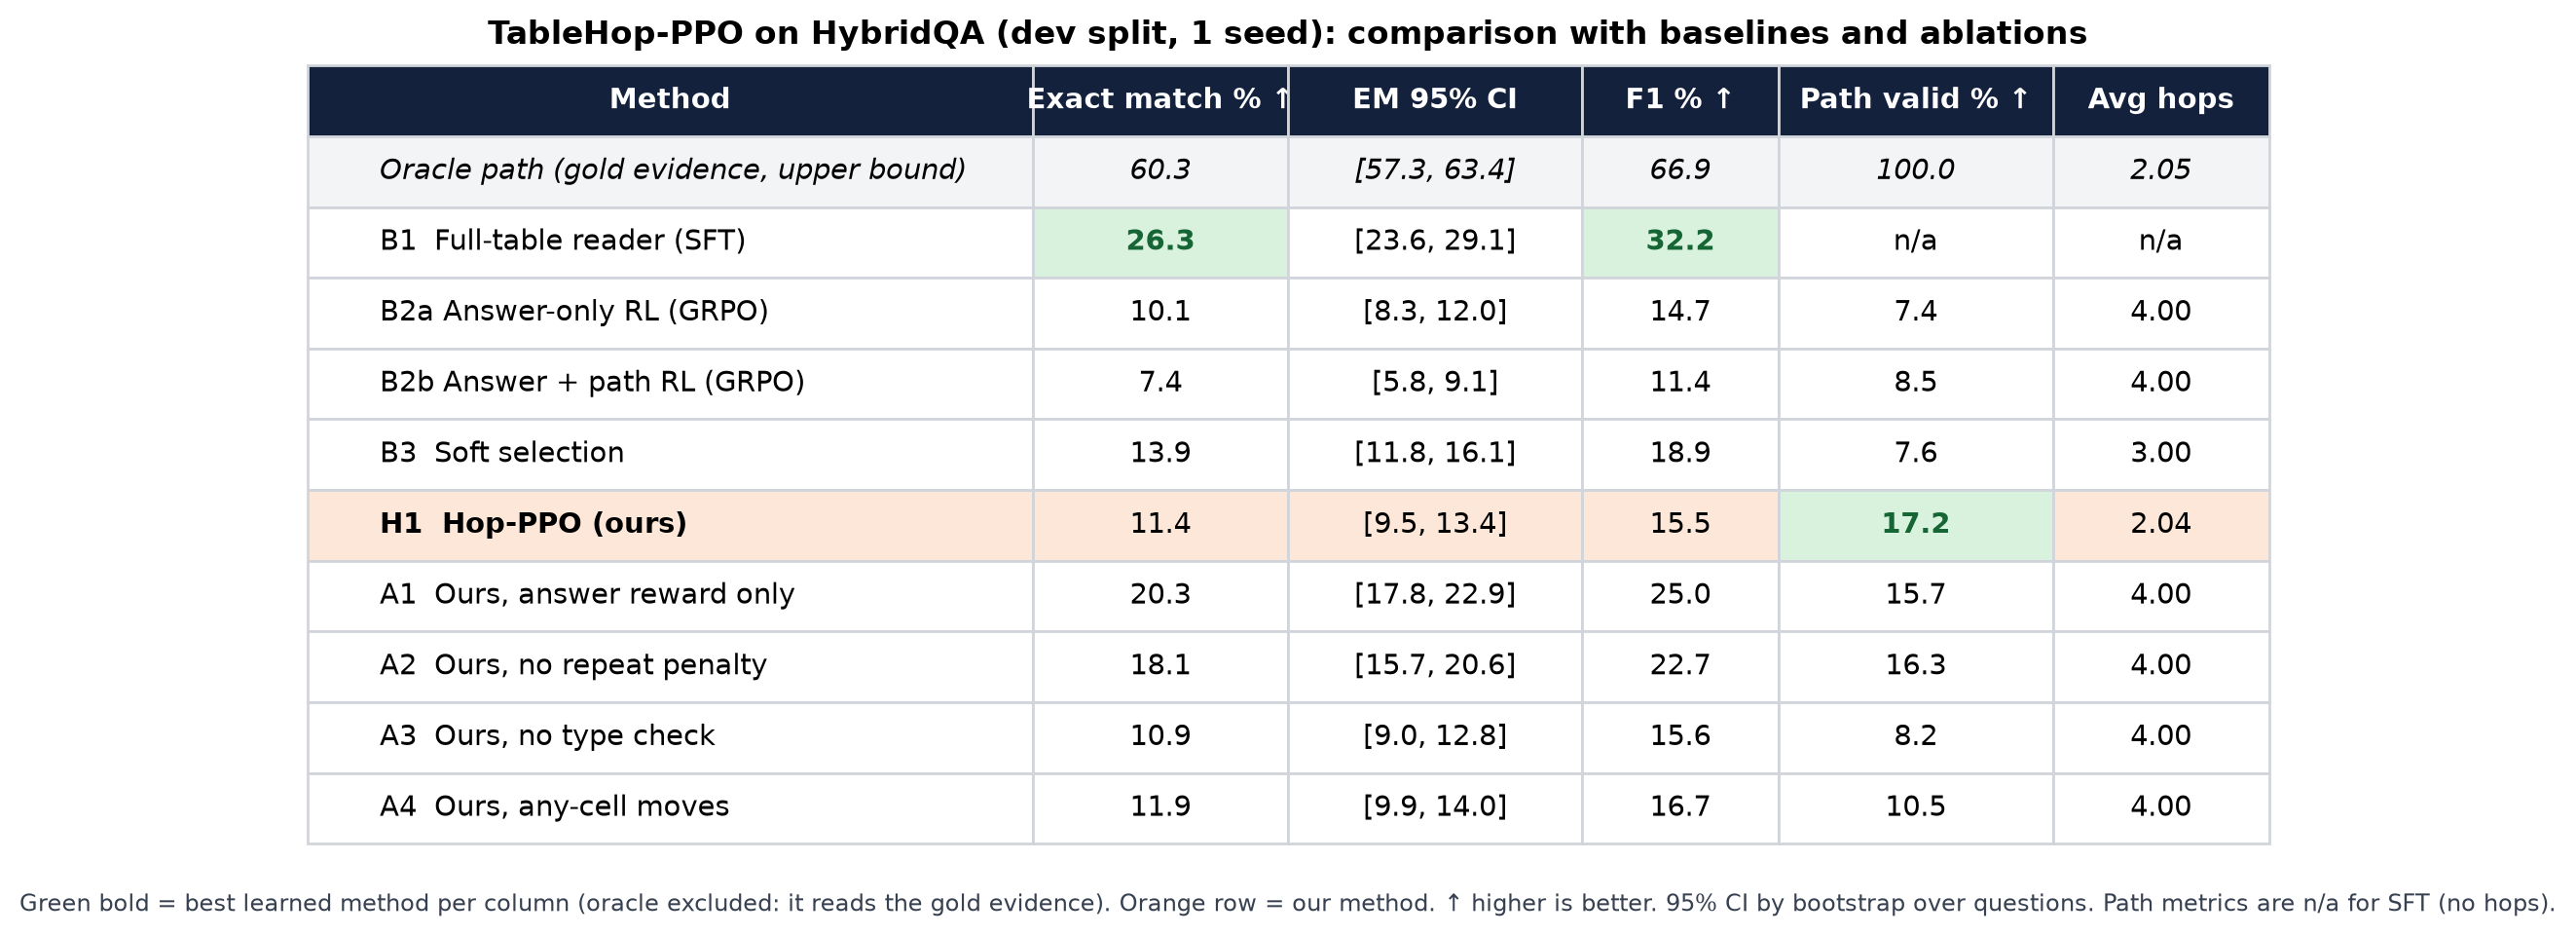 TableHop-PPO on HybridQA (dev split, 1 seed): comparison with baselines and ablations
Method Exact match % ↑ EM 95% CI F1 % ↑ Path valid % ↑ Avg hops
Oracle path (gold evidence, upper bound) 60.3 [57.3, 63.4] 66.9 100.0 2.05
B1 Full-table reader (SFT) 26.3 [23.6, 29.1] 32.2 n/a n/a
B2a Answer-only RL (GRPO) 10.1 [8.3, 12.0] 14.7 7.4 4.00
B2b Answer + path RL (GRPO) 7.4 [5.8, 9.1] 11.4 8.5 4.00
B3 Soft selection 13.9 [11.8, 16.1] 18.9 7.6 3.00
H1 Hop-PPO (ours) 11.4 [9.5, 13.4] 15.5 17.2 2.04
A1 Ours, answer reward only 20.3 [17.8, 22.9] 25.0 15.7 4.00
A2 Ours, no repeat penalty 18.1 [15.7, 20.6] 22.7 16.3 4.00
A3 Ours, no type check 10.9 [9.0, 12.8] 15.6 8.2 4.00
A4 Ours, any-cell moves 11.9 [9.9, 14.0] 16.7 10.5 4.00
Green bold = best learned method per column (oracle excluded: it reads the gold evidence). Orange row = our method. ↑ higher is better. 95% CI by bootstrap over questions. Path metrics are n/a for SFT (no hops).